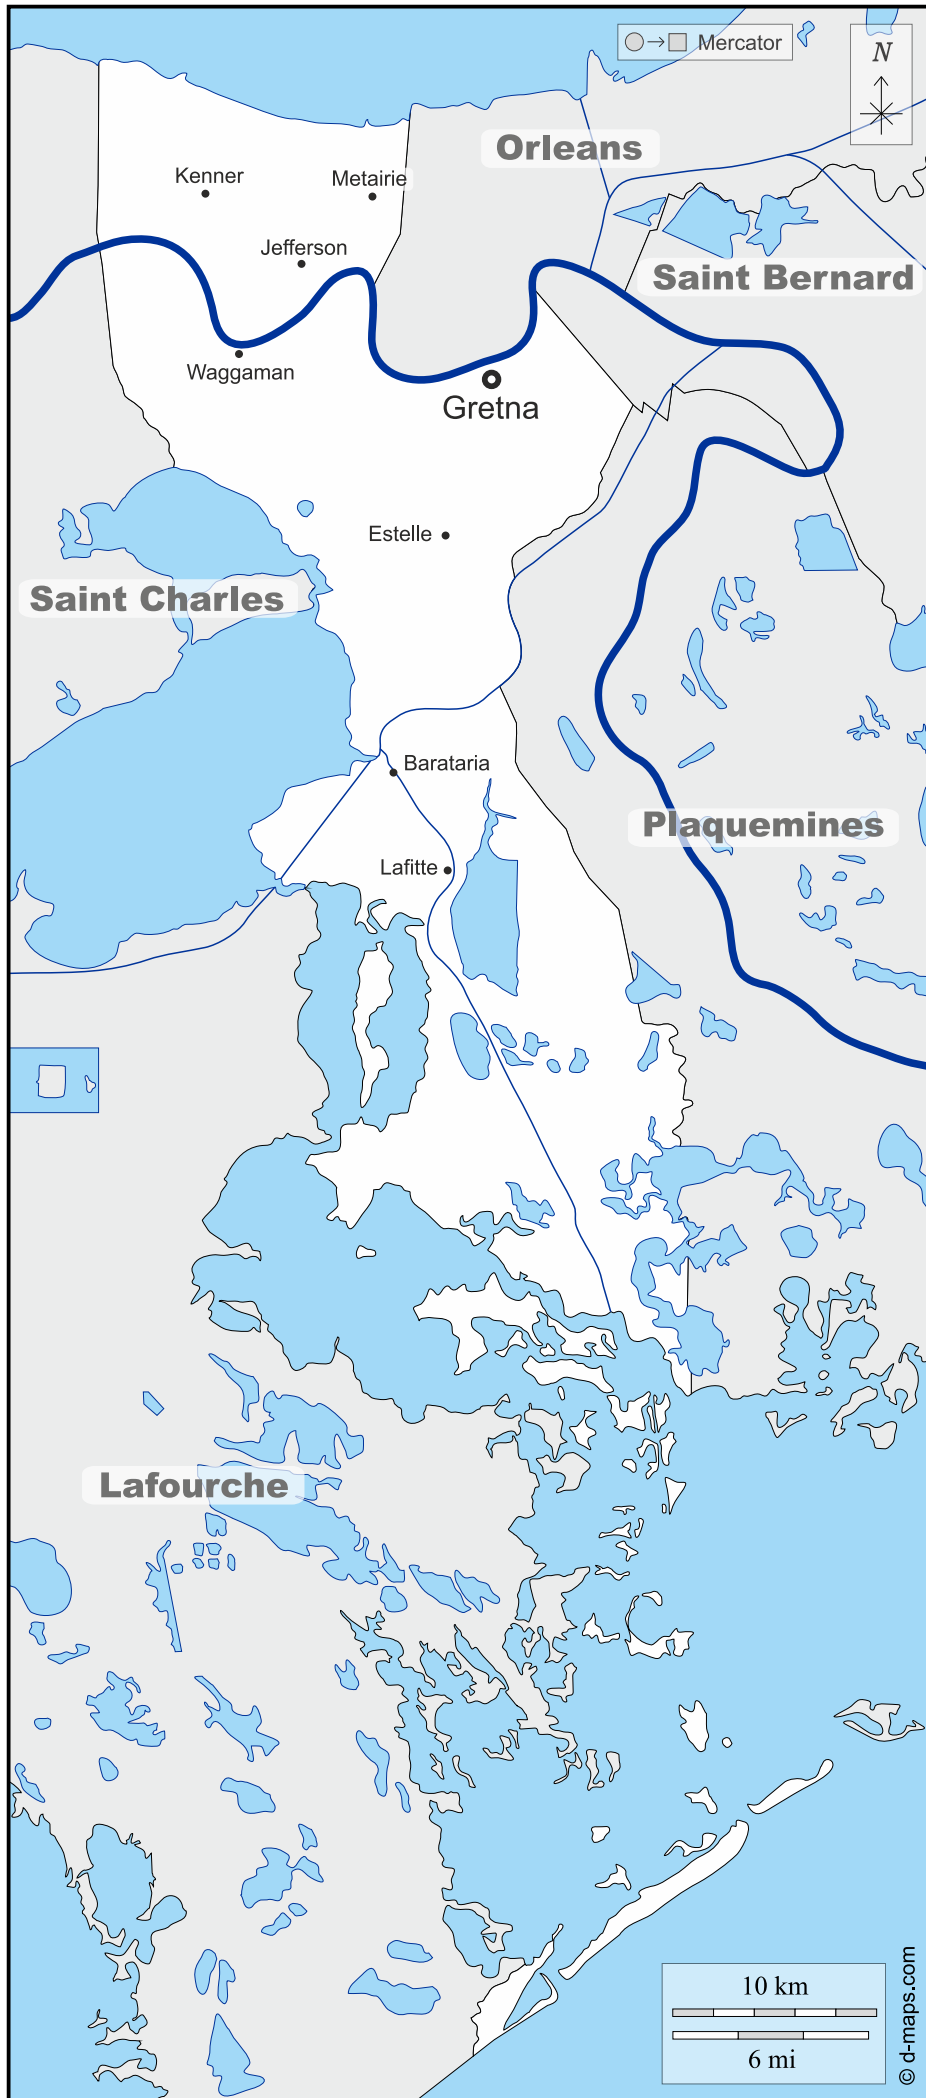 Mercator
N
Orleans
Kenner
Metairie
Jefferson
Saint Bernard
Waggaman
Gretna
Estelle
Saint Charles
Barataria
Plaquemines
Lafitte
Lafourche
10 km
6 mi
© d-maps.com